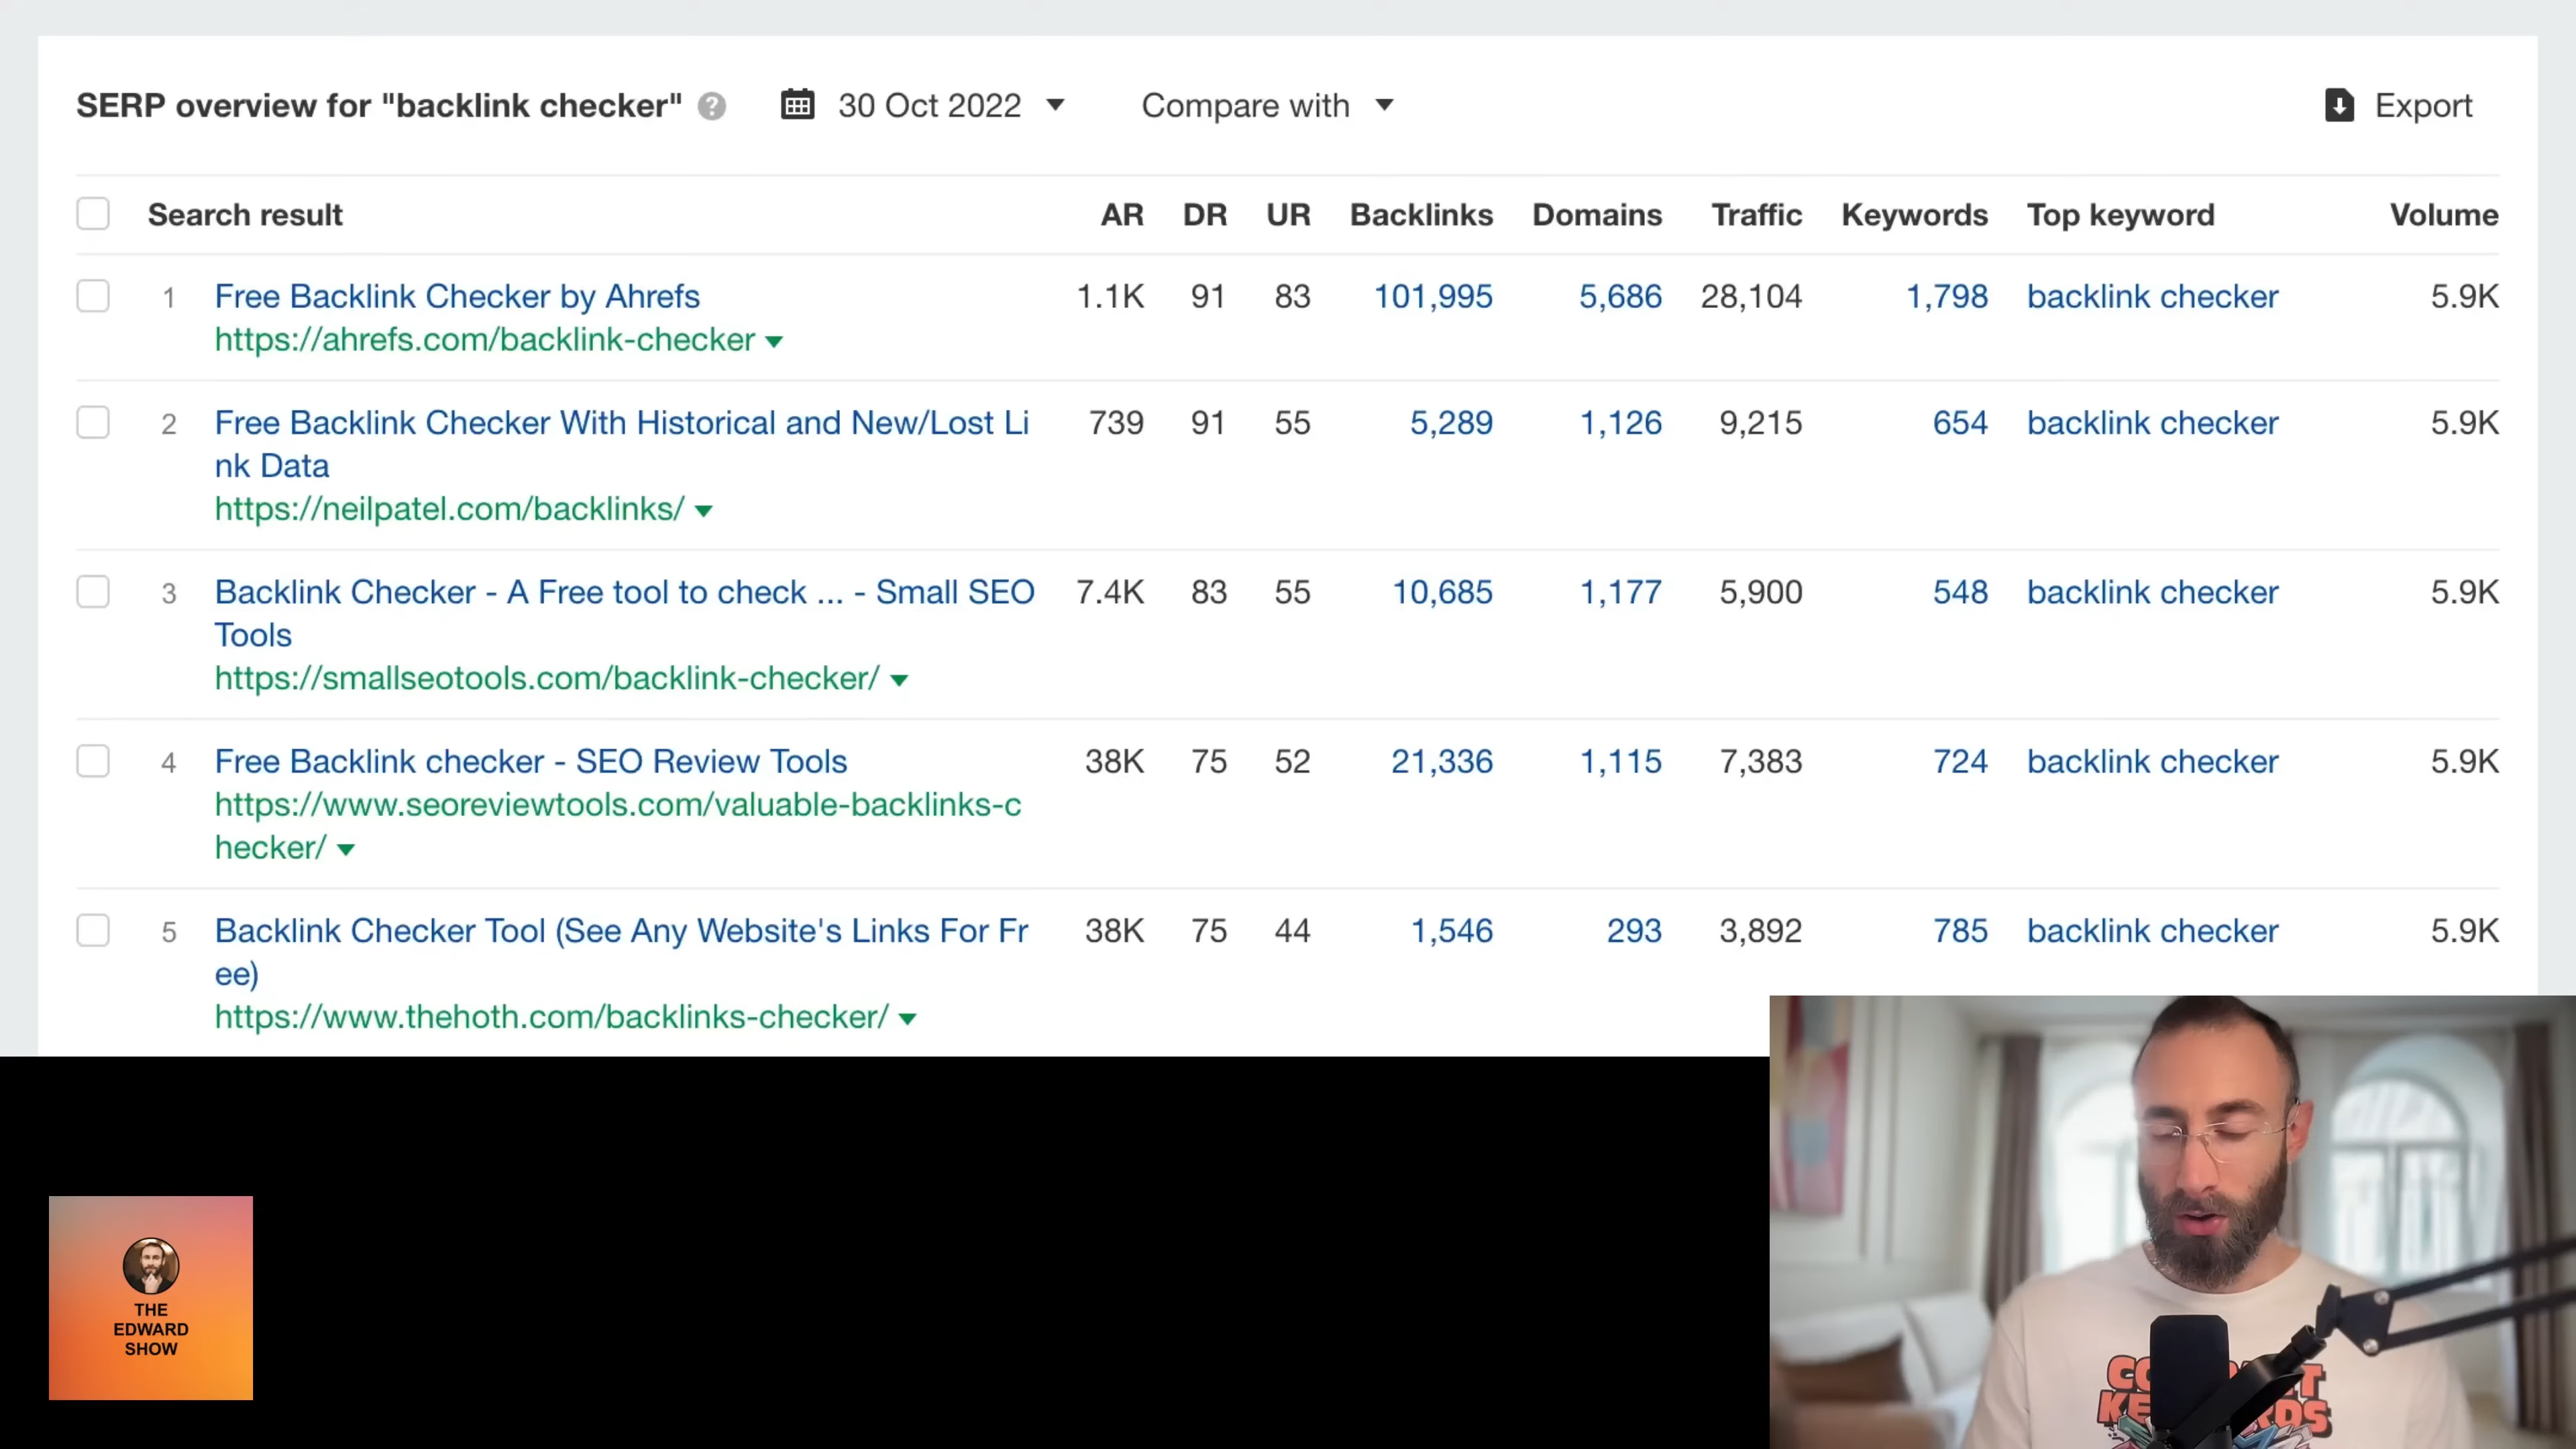 SERP overview for "backlink checker" ? 30 Oct 2022 Compare with Export
Search result AR DR UR Backlinks Domains Traffic Keywords Top keyword Volume
1 Free Backlink Checker by Ahrefs 1.1K 91 83 101,995 5,686 28,104 1,798 backlink checker 5.9K
https://ahrefs.com/backlink-checker
2 Free Backlink Checker With Historical and New/Lost Li 739 91 55 5,289 1,126 9,215 654 backlink checker 5.9K
nk Data
https://neilpatel.com/backlinks/
3 Backlink Checker - A Free tool to check ... - Small SEO 7.4K 83 55 10,685 1,177 5,900 548 backlink checker 5.9K
Tools
https://smallseotools.com/backlink-checker/
4 Free Backlink checker - SEO Review Tools 38K 75 52 21,336 1,115 7,383 724 backlink checker 5.9K
https://www.seoreviewtools.com/valuable-backlinks-c
hecker/
5 Backlink Checker Tool (See Any Website's Links For Fr 38K 75 44 1,546 293 3,892 785 backlink checker 5.9K
ee)
https://www.thehoth.com/backlinks-checker/
THE
EDWARD
SHOW